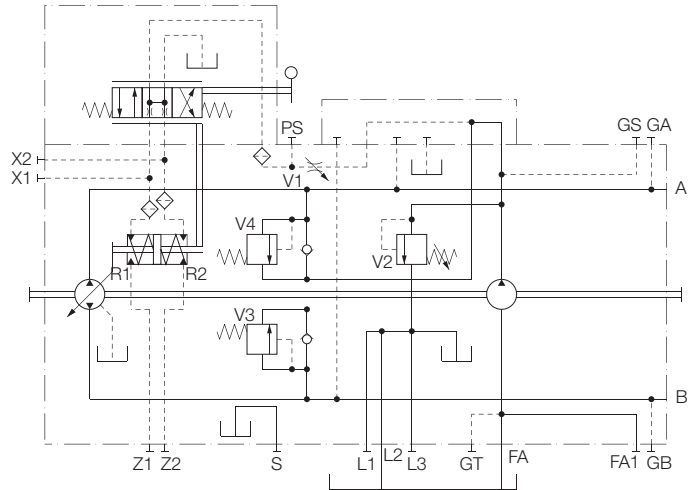 PS
GS GA
X2
X1
V1
A
V4
V2
R1 R2
V3
B
Z1 Z2 S L1 L2 L3 GT FA FA1 GB